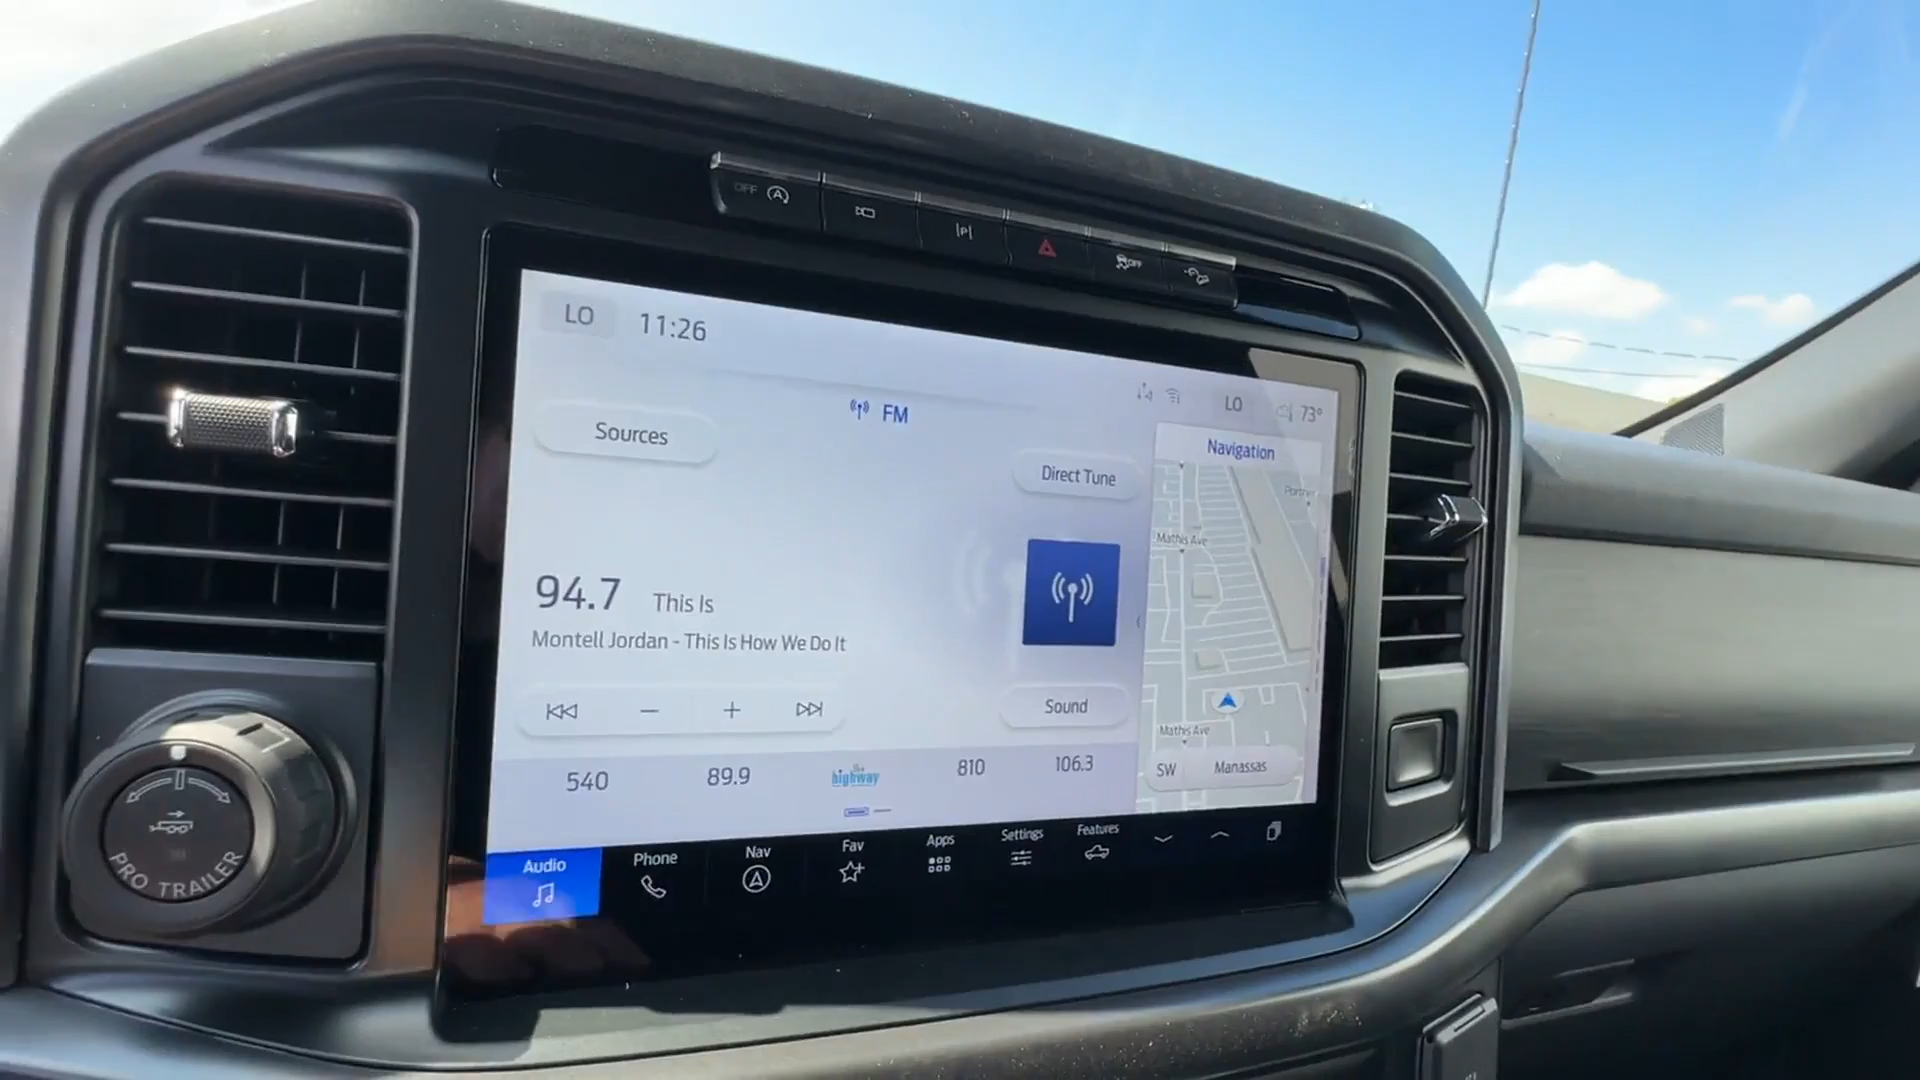 OFF
P
OFF
LO
11:26
LO
73°
FM
Sources
Direct Tune
Navigation
Mathis Ave
94.7
This Is
Montell Jordan - This Is How We Do It
Sound
Mathis Ave
SW
Manassas
540
89.9
the
highway
810
106.3
Audio
Phone
Nav
Fav
Apps
Settings
Features
PRO TRAILER